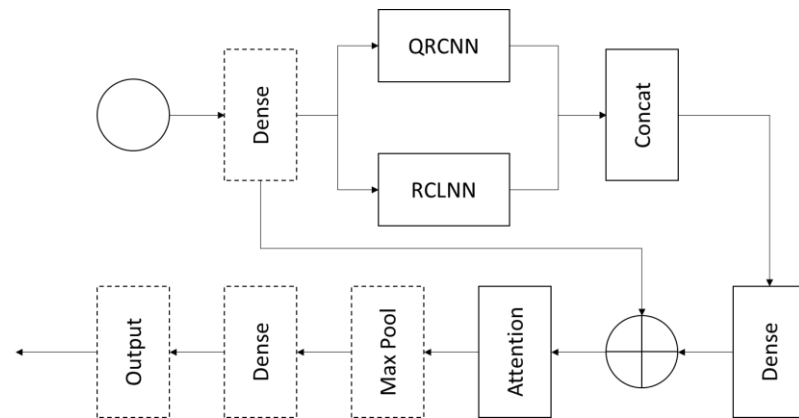 QRCNN
Dense
Concat
RCLNN
Output
Dense
Max Pool
Attention
Dense